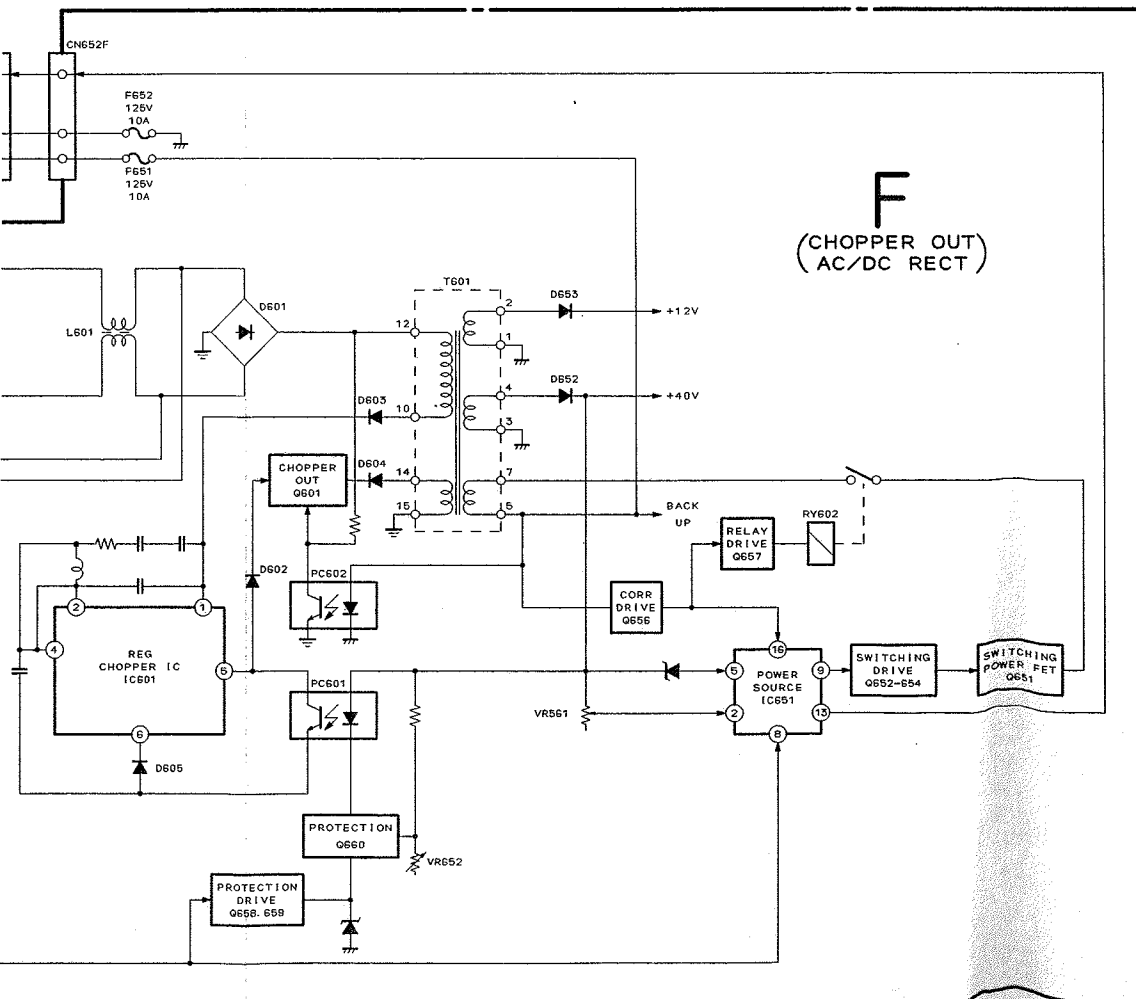 CN652F
F652
125V
10A
F651
125V
10A
F
(CHOPPER OUT)
(AC/DC RECT)
T601
L601
D601
2
D653
+12V
12
1
4
D652
+40V
D603
10
3
CHOPPER
OUT
Q601
D604
14
7
15
5
BACK
UP
RELAY
DRIVE
Q657
RY602
D602
PC602
CORR
DRIVE
Q656
2
1
4
REG
CHOPPER IC
IC601
5
6
D605
PC601
VR561
16
5
POWER
SOURCE
IC651
9
2
13
8
SWITCHING
DRIVE
Q652-654
SWITCHING
POWER FET
Q651
PROTECTION
Q660
VR652
PROTECTION
DRIVE
Q658.659